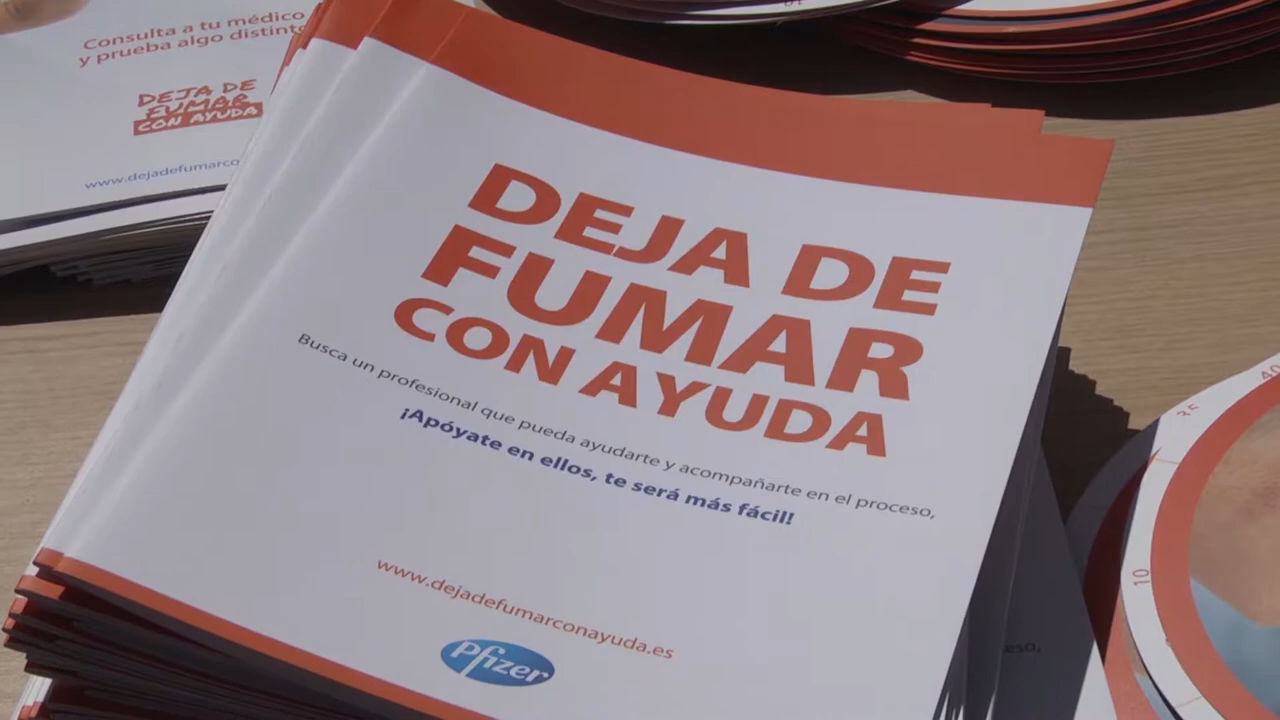 Consulta a tu médico
y prueba algo distinto
DEJA DE
FUMAR
CON AYUDA
www.dejadefumarco
DEJA DE
FUMAR
CON AYUDA
Busca un profesional que pueda ayudarte y acompañarte en el proceso,
¡Apóyate en ellos, te será más fácil!
www.dejadefumarconayuda.es
Pfizer
40
35
10